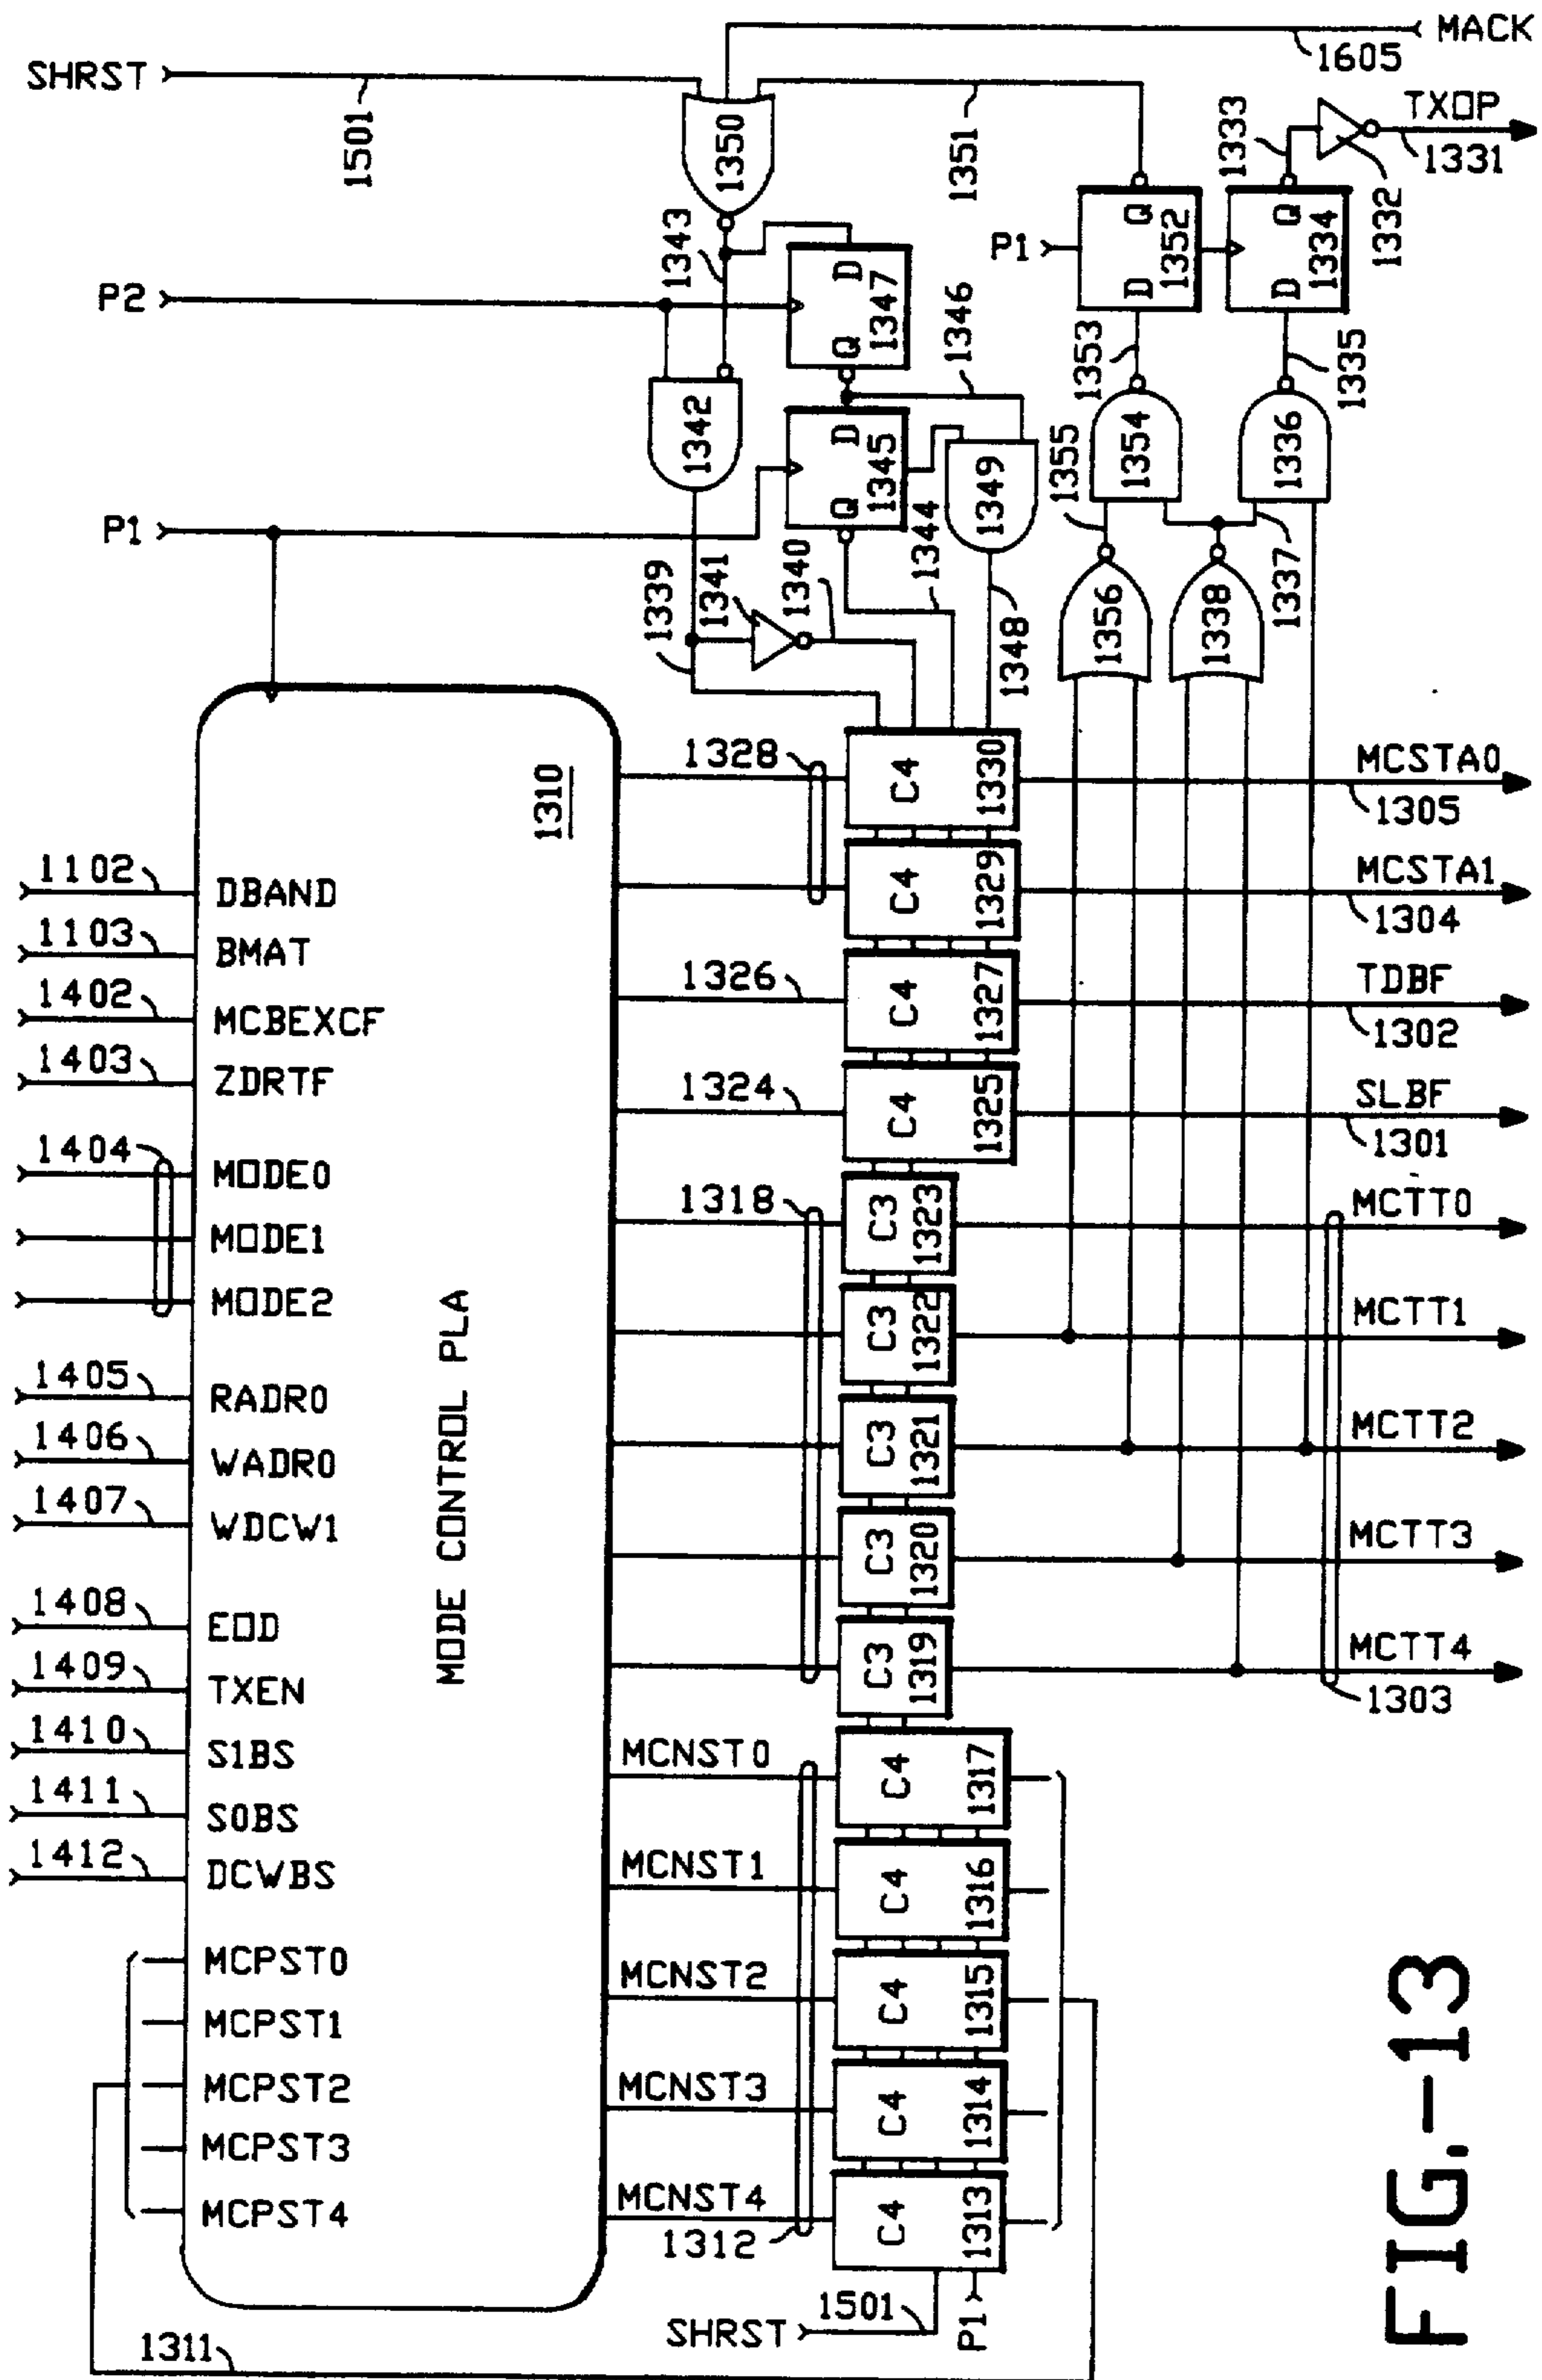 MACK
1605
SHRST
1501
1350
1351
TXOP
1331
1333
1332
1343
P2
1347
D
Q
P1
Q
1352
D
Q
1334
D
1346
1342
1345
D
Q
1353
1335
1349
1355
1354
1336
P1
1339
1341
1340
1344
1348
1356
1338
1337
1310
MODE CONTROL PLA
1102
DBAND
1103
BMAT
1402
MCBEXCF
1403
ZDRTF
1404
MODE0
MODE1
MODE2
1405
RADR0
1406
WADR0
1407
WDCW1
1408
EOD
1409
TXEN
1410
S1BS
1411
S0BS
1412
DCWBS
MCPST0
MCPST1
MCPST2
MCPST3
MCPST4
1311
1328
C4
1330
MCSTA0
1305
C4
1329
MCSTA1
1304
1326
C4
1327
TDBF
1302
1324
C4
1325
SLBF
1301
1318
C3
1323
MCTT0
C3
1322
MCTT1
C3
1321
MCTT2
C3
1320
MCTT3
C3
1319
MCTT4
1303
MCNST0
C4
1317
MCNST1
C4
1316
MCNST2
C4
1315
MCNST3
C4
1314
MCNST4
1312
C4
1313
SHRST
1501
P1
FIG.-13